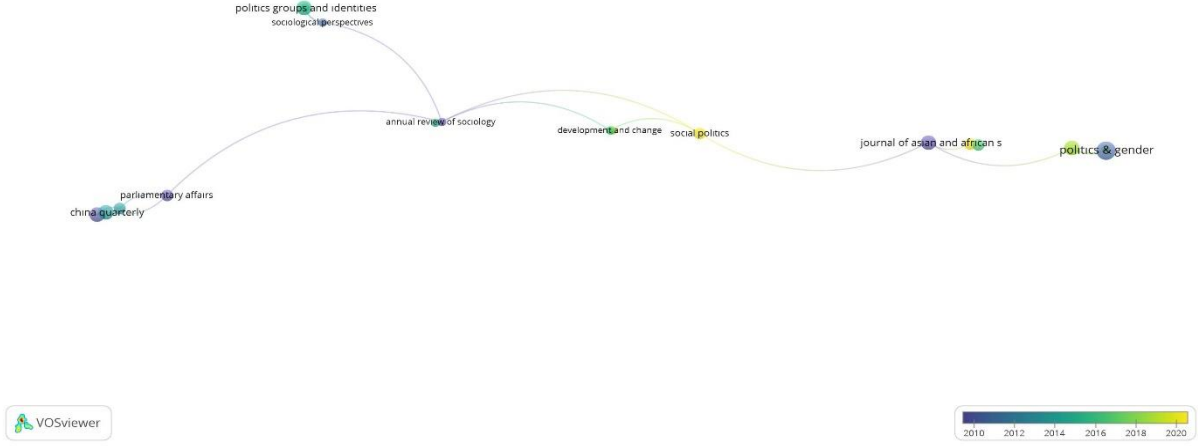 politics groups and identities
sociological perspectives
annual review of sociology
development and change
social politics
journal of asian and african s
politics & gender
parliamentary affairs
china quarterly
VOSviewer
2010 2012 2014 2016 2018 2020